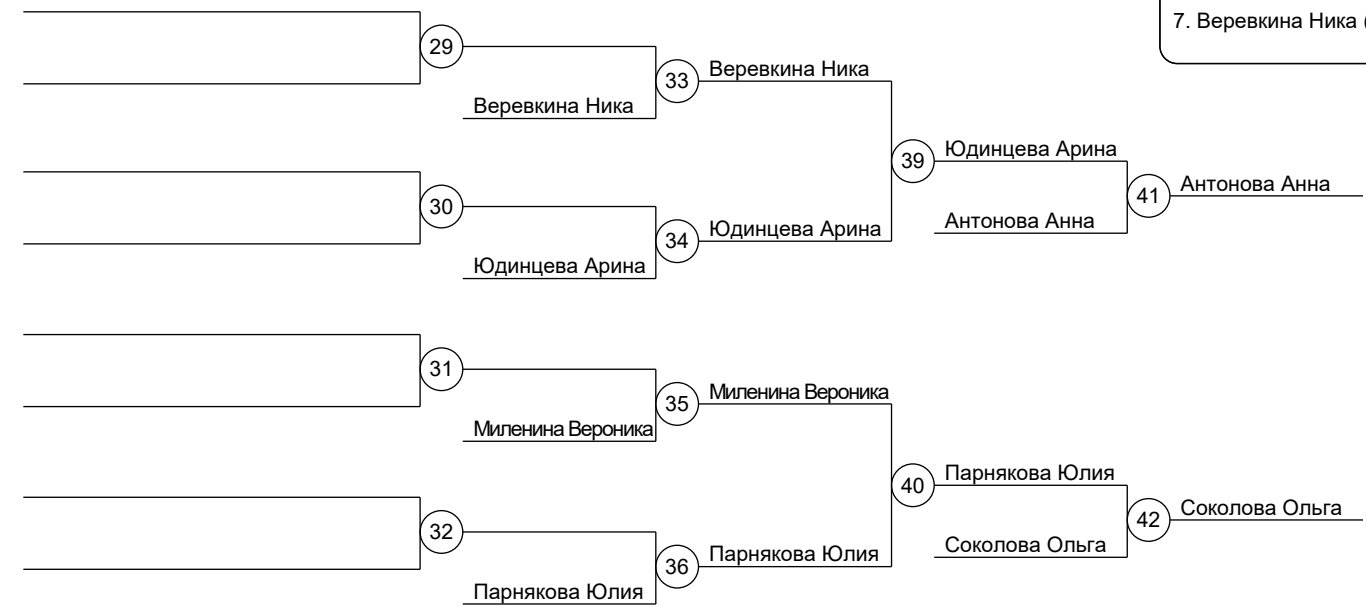 7. Веревкина Ника (
29
33
Веревкина Ника
Веревкина Ника
39
Юдинцева Арина
41
Антонова Анна
30
34
Юдинцева Арина
Антонова Анна
Юдинцева Арина
31
35
Миленина Вероника
Миленина Вероника
40
Парнякова Юлия
42
Соколова Ольга
32
36
Парнякова Юлия
Соколова Ольга
Парнякова Юлия